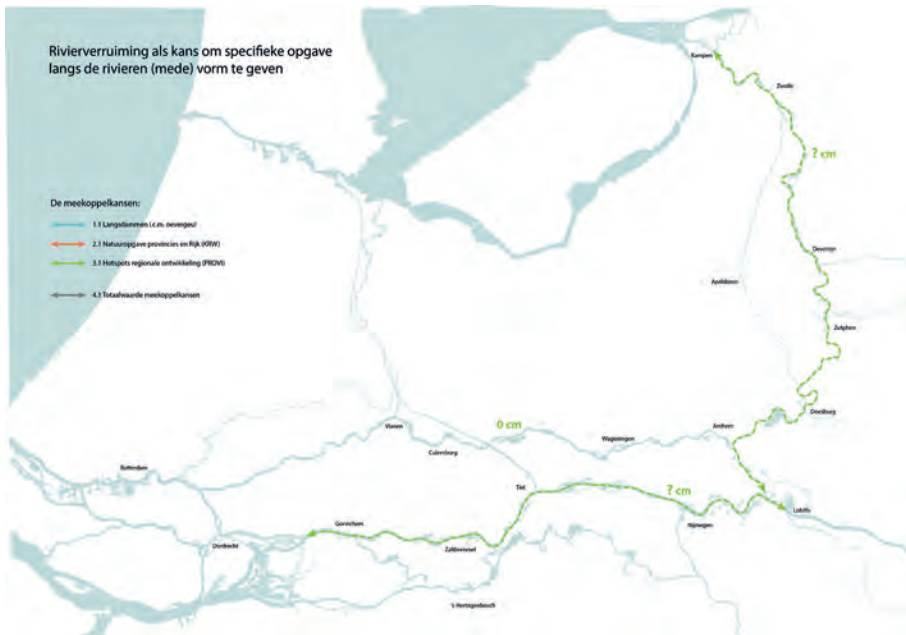 Rivierverruiming als kans om specifieke opgave
langs de rivieren (mede) vorm te geven
Kampen
Zwolle
? cm
De meekoppelkansen:
1.1 Langsdammen i.c.m. oevergeul
2.1 Natuuropgave provincies en Rijk (KRW)
3.1 Hotspots regionale ontwikkeling (PROVI)
4.1 Totaalwaarde meekoppelkansen
Deventer
Apeldoorn
Zutphen
Doesburg
0 cm
Vianen
Culemborg
Wageningen
Arnhem
Rotterdam
Tiel
? cm
Lobith
Gorinchem
Nijmegen
Dordrecht
Zaltbommel
's Hertogenbosch